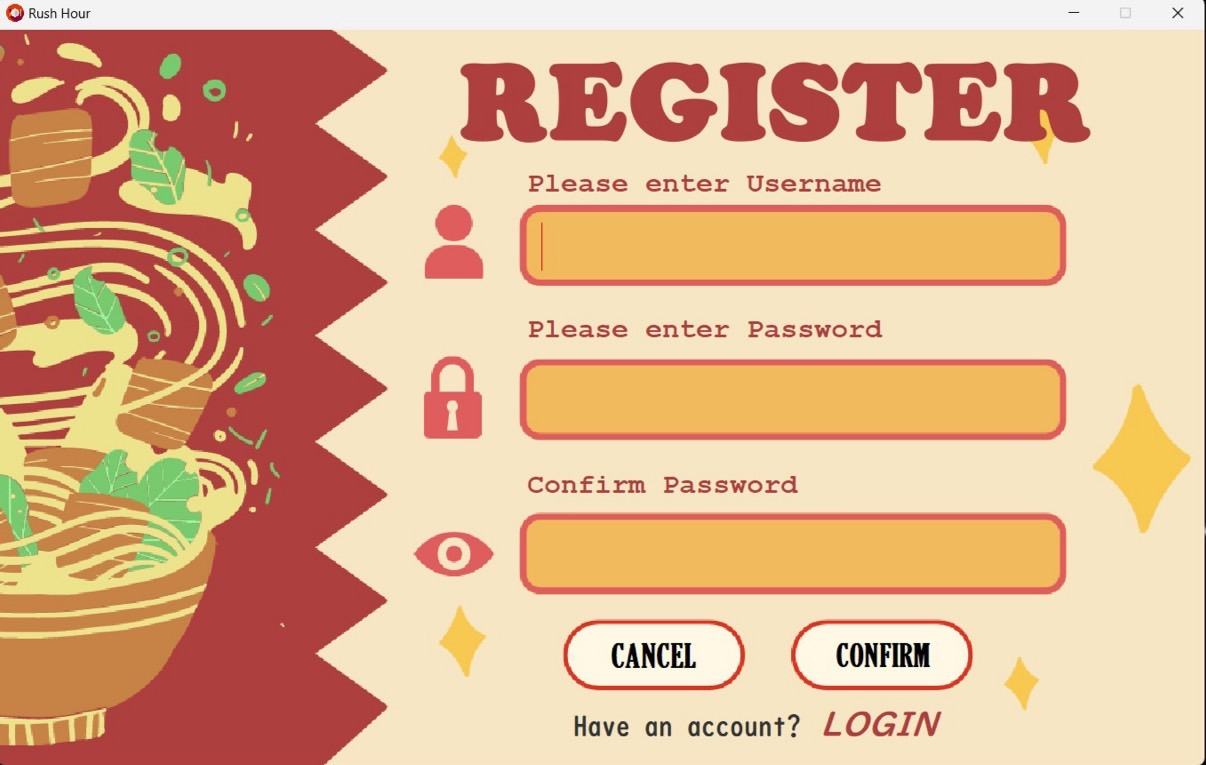 Rush Hour
REGISTER
Please enter Username
Please enter Password
Confirm Password
CANCEL CONFIRM
Have an account? LOGIN